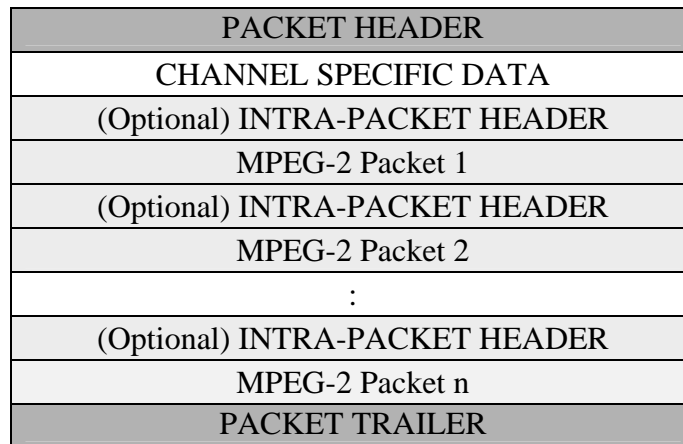 PACKET HEADER
CHANNEL SPECIFIC DATA
(Optional) INTRA-PACKET HEADER
MPEG-2 Packet 1
(Optional) INTRA-PACKET HEADER
MPEG-2 Packet 2
:
(Optional) INTRA-PACKET HEADER
MPEG-2 Packet n
PACKET TRAILER